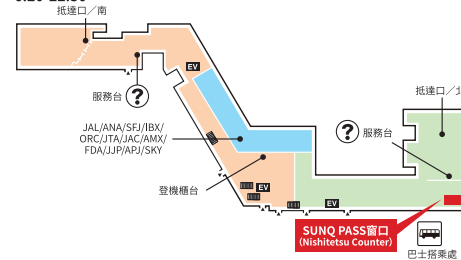 抵達口／南
EV
服務台
?
抵達口／
?
服務台
JAL/ANA/SFJ/IBX/
ORC/JTA/JAC/AMX/
FDA/JJP/APJ/SKY
登機櫃台
EV
EV
SUNQ PASS窗口
(Nishitetsu Counter)
巴士搭乘處